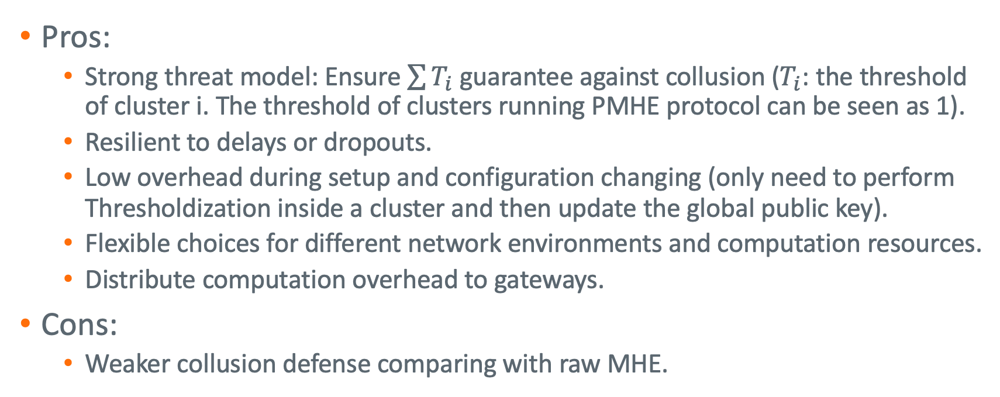 • Pros:
• Strong threat model: Ensure ∑ Tᵢ guarantee against collusion (Tᵢ: the threshold
of cluster i. The threshold of clusters running PMHE protocol can be seen as 1).
• Resilient to delays or dropouts.
• Low overhead during setup and configuration changing (only need to perform
Thresholdization inside a cluster and then update the global public key).
• Flexible choices for different network environments and computation resources.
• Distribute computation overhead to gateways.
• Cons:
• Weaker collusion defense comparing with raw MHE.